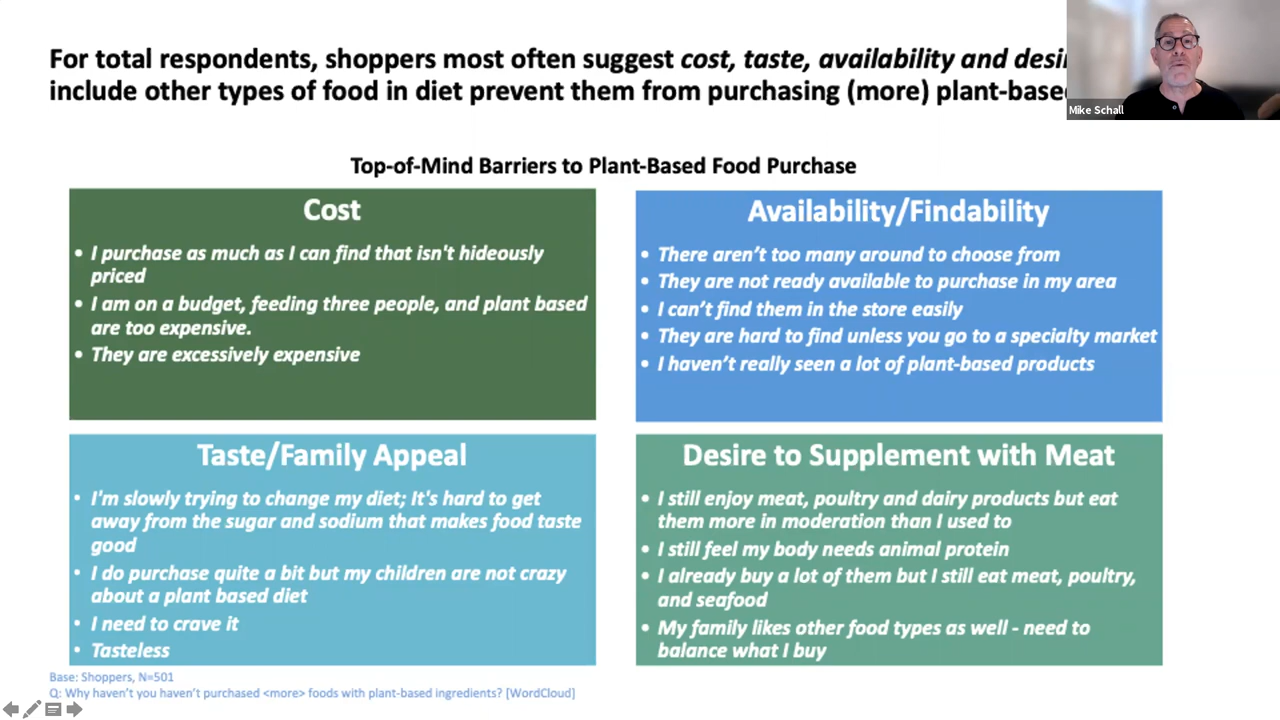 For total respondents, shoppers most often suggest cost, taste, availability and
include other types of food in diet prevent them from purchasing (more)
Mike Schall
Top-of-Mind Barriers to Plant-Based Food Purchase
Cost
• I purchase as much as I can find that isn't hideously
priced
• I am on a budget, feeding three people, and plant based
are too expensive.
• They are excessively expensive
Availability/Findability
• There aren't too many around to choose from
• They are not ready available to purchase in my area
• I can't find them in the store easily
• They are hard to find unless you go to a specialty market
• I haven't really seen a lot of plant-based products
Taste/Family Appeal
• I'm slowly trying to change my diet; It's hard to get
away from the sugar and sodium that makes food taste
good
• I do purchase quite a bit but my children are not crazy
about a plant based diet
• I need to crave it
• Tasteless
Desire to Supplement with Meat
• I still enjoy meat, poultry and dairy products but eat
them more in moderation than I used to
• I still feel my body needs animal protein
• I already buy a lot of them but I still eat meat, poultry,
and seafood
• My family likes other food types as well - need to
balance what I buy
Base: Shoppers, N=501
Q: Why haven't you haven't purchased <more> foods with plant-based ingredients? [WordCloud]